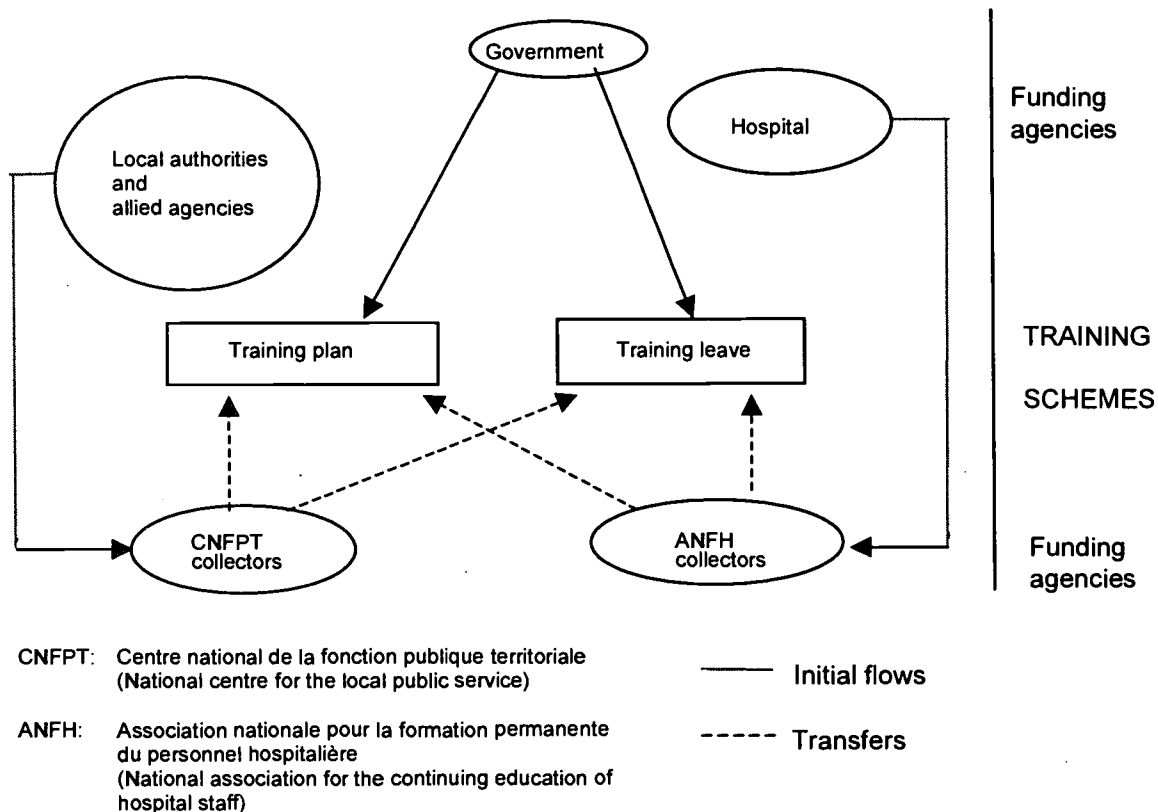 Government
Hospital
Funding
agencies
Local authorities
and
allied agencies
Training plan
Training leave
TRAINING
SCHEMES
CNFPT
collectors
ANFH
collectors
Funding
agencies
CNFPT: Centre national de la fonction publique territoriale
(National centre for the local public service)
Initial flows
ANFH: Association nationale pour la formation permanente
du personnel hospitalière
(National association for the continuing education of
hospital staff)
Transfers